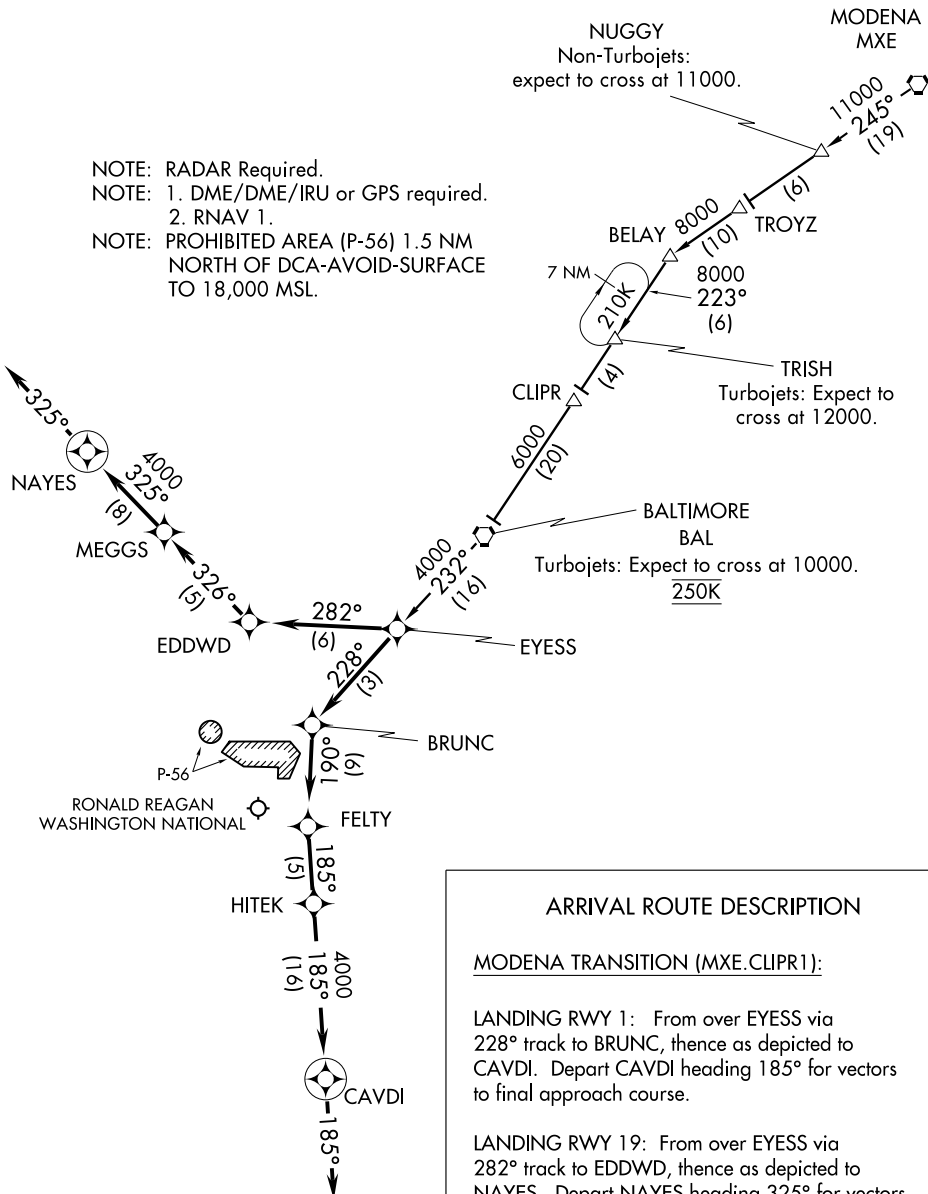 MODENA
MXE
NUGGY
Non-Turbojets:
expect to cross at 11000.
11000
245°
(19)
NOTE: RADAR Required.
NOTE: 1. DME/DME/IRU or GPS required.
2. RNAV 1.
NOTE: PROHIBITED AREA (P-56) 1.5 NM
NORTH OF DCA-AVOID-SURFACE
TO 18,000 MSL.
(6)
TROYZ
8000
(10)
BELAY
7 NM
210K
8000
223°
(6)
TRISH
Turbojets: Expect to
cross at 12000.
(4)
CLIPR
6000
(20)
325°
NAYES
4000
325°
(8)
MEGGS
BALTIMORE
BAL
Turbojets: Expect to cross at 10000.
250K
4000
232°
(16)
326°
(5)
EDDWD
282°
(6)
EYESS
228°
(3)
BRUNC
P-56
190°
(6)
RONALD REAGAN
WASHINGTON NATIONAL
FELTY
185°
(5)
HITEK
4000
185°
(16)
CAVDI
185°
ARRIVAL ROUTE DESCRIPTION
MODENA TRANSITION (MXE.CLIPR1):
LANDING RWY 1: From over EYESS via
228° track to BRUNC, thence as depicted to
CAVDI. Depart CAVDI heading 185° for vectors
to final approach course.
LANDING RWY 19: From over EYESS via
282° track to EDDWD, thence as depicted to
NAYES. Depart NAYES heading 325° for vectors